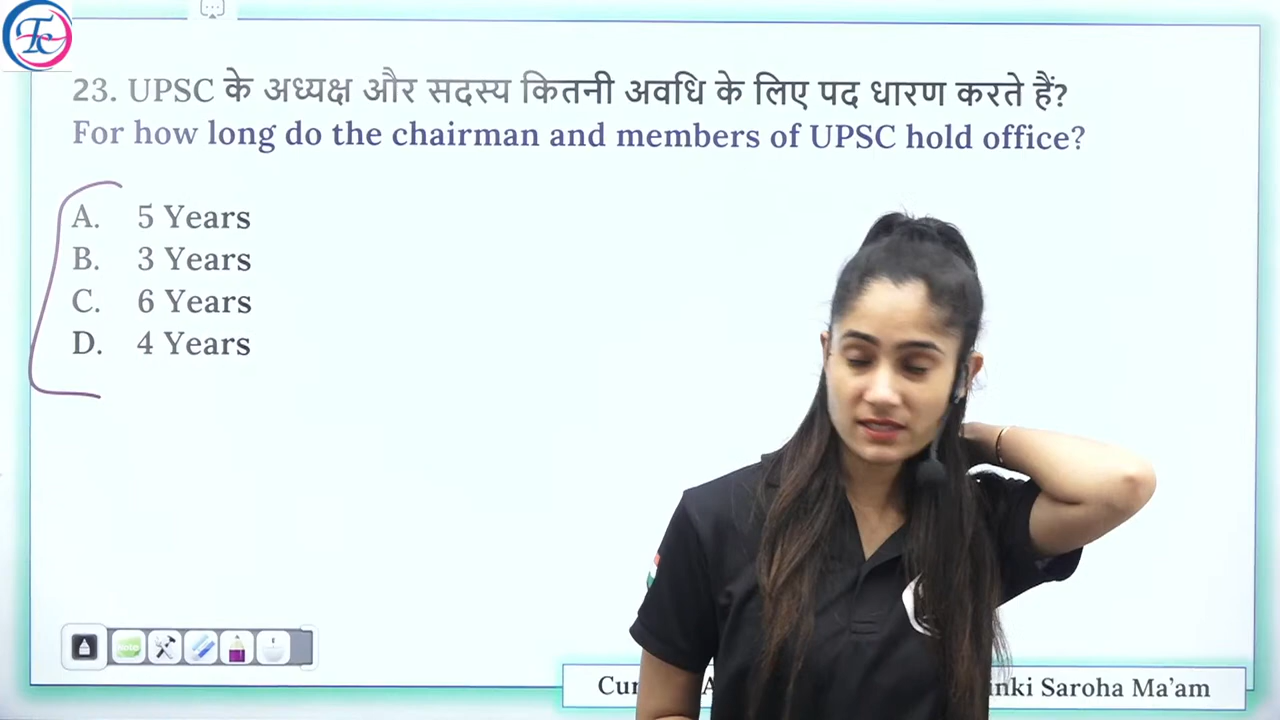 Tc
23. UPSC के अध्यक्ष और सदस्य कितनी अवधि के लिए पद धारण करते हैं?
For how long do the chairman and members of UPSC hold office?
A. 5 Years
B. 3 Years
C. 6 Years
D. 4 Years
Saroha Ma'am